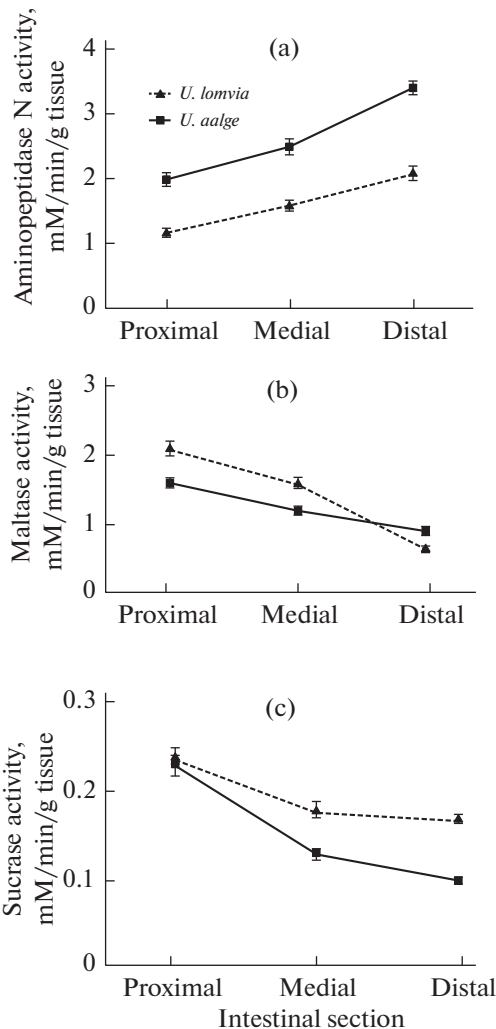 (a)
Aminopeptidase N activity,
mM/min/g tissue
4
3
2
1
0
U. lomvia
U. aalge
Proximal Medial Distal
(b)
Maltase activity,
mM/min/g tissue
3
2
1
0
Proximal Medial Distal
(c)
Sucrase activity,
mM/min/g tissue
0.3
0.2
0.1
0
Proximal Medial Distal
Intestinal section